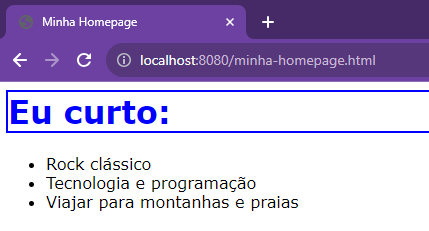 Minha Homepage
localhost:8080/minha-homepage.html
Eu curto:
Rock clássico
Tecnologia e programação
Viajar para montanhas e praias